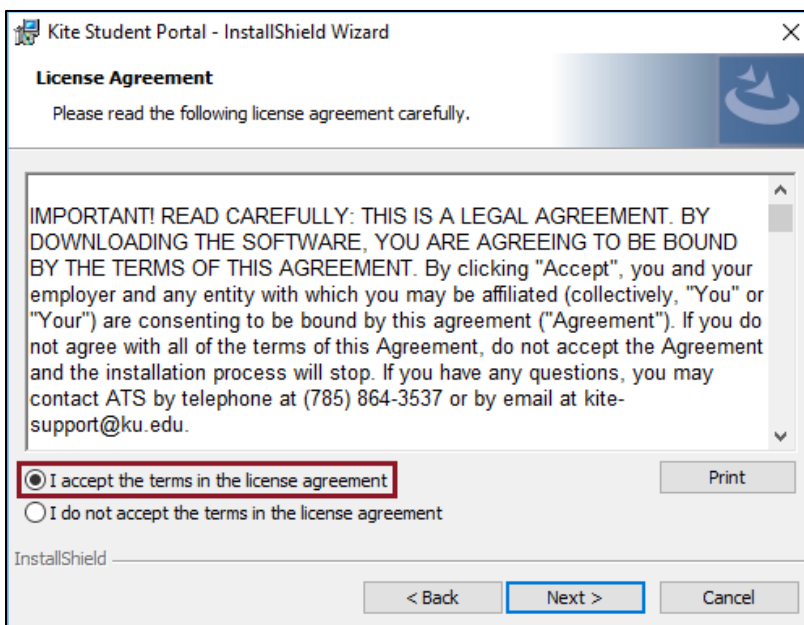 Kite Student Portal - InstallShield Wizard
License Agreement
Please read the following license agreement carefully.
IMPORTANT! READ CAREFULLY: THIS IS A LEGAL AGREEMENT. BY
DOWNLOADING THE SOFTWARE, YOU ARE AGREEING TO BE BOUND
BY THE TERMS OF THIS AGREEMENT. By clicking "Accept", you and your
employer and any entity with which you may be affiliated (collectively, "You" or
"Your") are consenting to be bound by this agreement ("Agreement"). If you do
not agree with all of the terms of this Agreement, do not accept the Agreement
and the installation process will stop. If you have any questions, you may
contact ATS by telephone at (785) 864-3537 or by email at kite-
support@ku.edu.
I accept the terms in the license agreement
Print
I do not accept the terms in the license agreement
InstallShield
< Back Next > Cancel